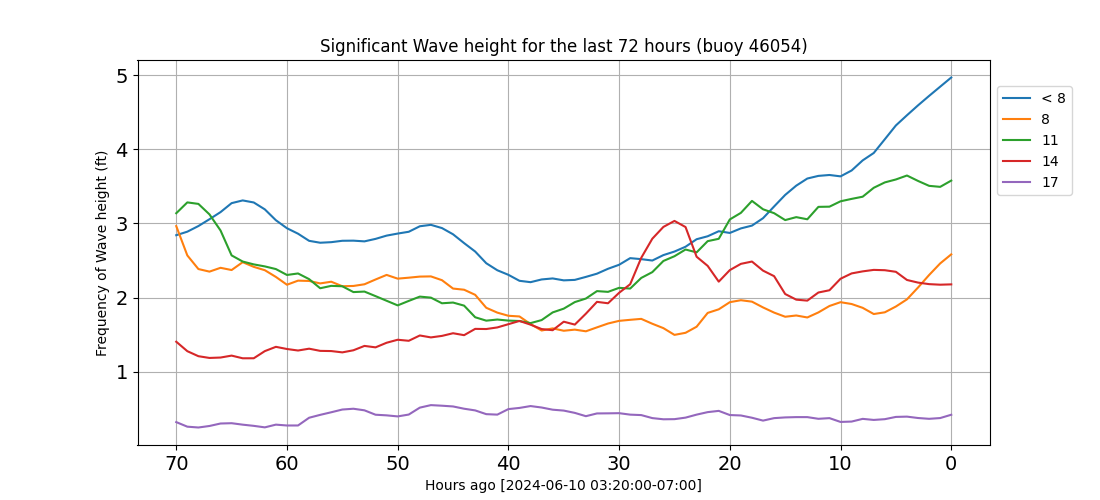 Significant Wave height for the last 72 hours (buoy 46054)
Frequency of Wave height (ft)
5
4
3
2
1
70 60 50 40 30 20 10 0
Hours ago [2024-06-10 03:20:00-07:00]
< 8
8
11
14
17